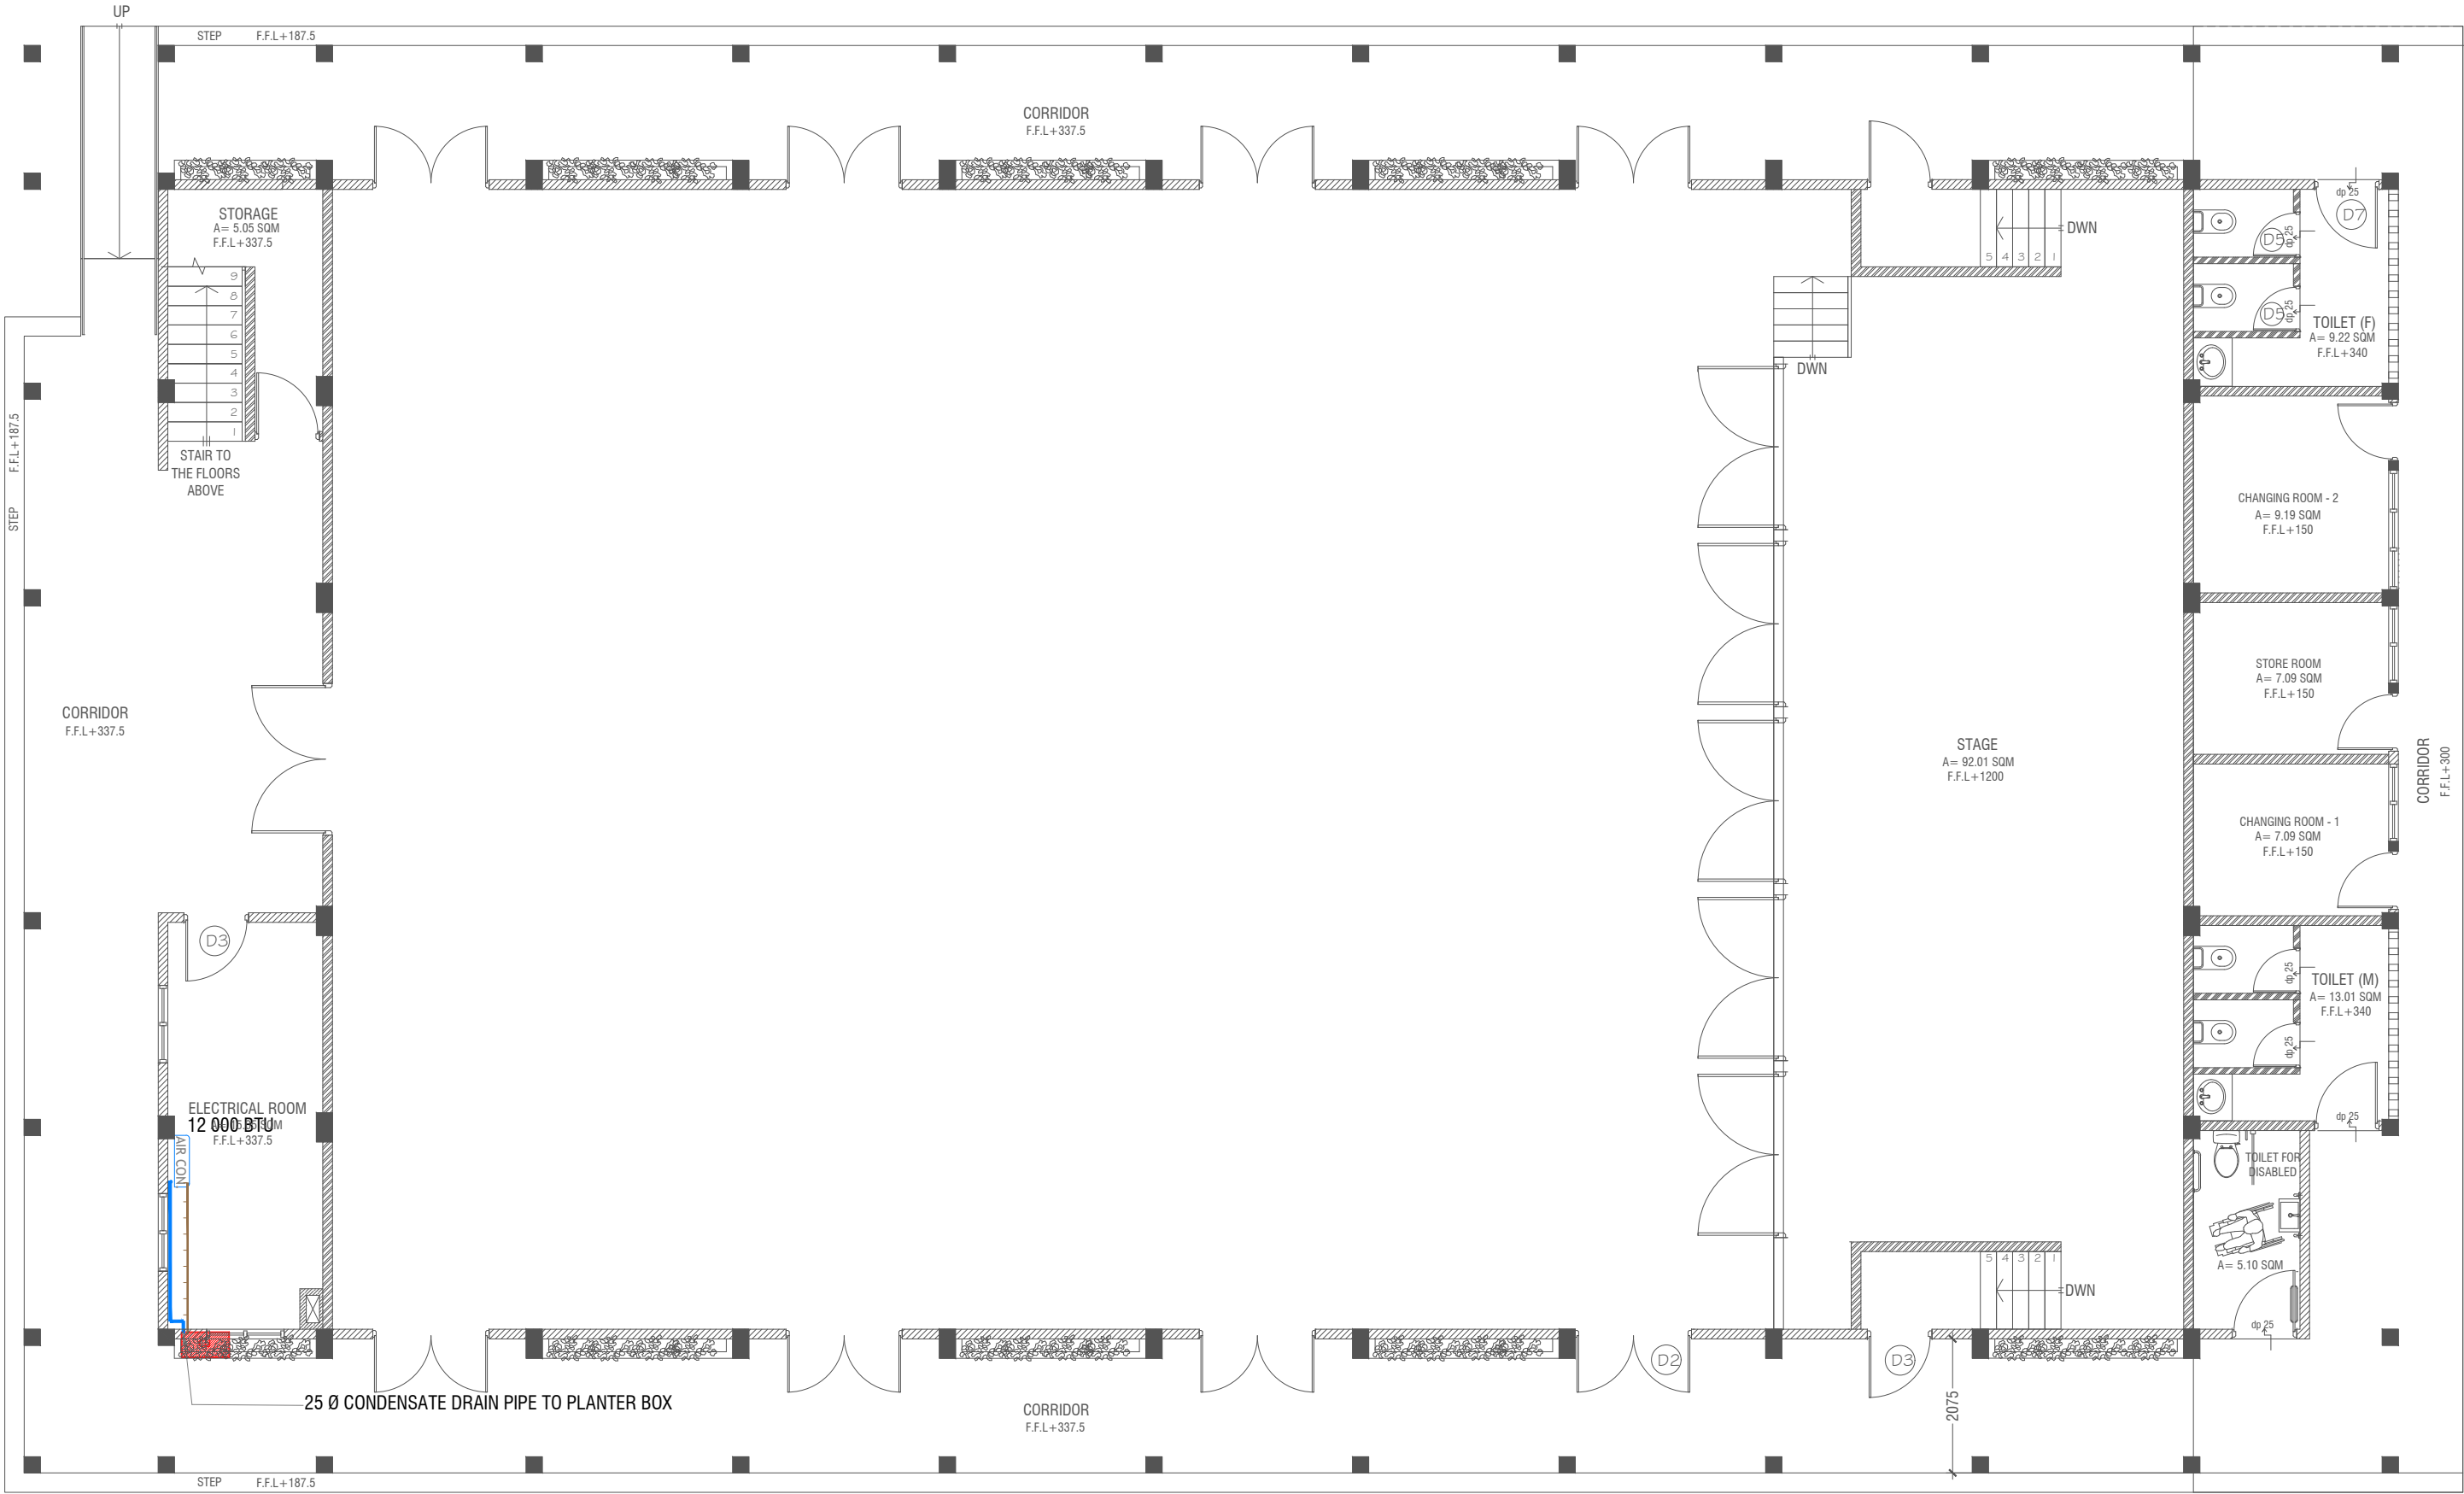 UP
STEP F.F.L+187.5
CORRIDOR
F.F.L+337.5
STORAGE
A= 5.05 SQM
F.F.L+337.5
9
8
7
6
5
4
3
2
1
STAIR TO
THE FLOORS
ABOVE
STEP F.F.L+187.5
CORRIDOR
F.F.L+337.5
D3
ELECTRICAL ROOM
12 000 BTU
F.F.L+337.5
AIR CON
25 Ø CONDENSATE DRAIN PIPE TO PLANTER BOX
STEP F.F.L+187.5
CORRIDOR
F.F.L+337.5
DWN
5 4 3 2 1
DWN
STAGE
A= 92.01 SQM
F.F.L+1200
5 4 3 2 1
DWN
D2
D3
2075
dp 25
D7
D5
dp 25
D5
dp 25
TOILET (F)
A= 9.22 SQM
F.F.L+340
CHANGING ROOM - 2
A= 9.19 SQM
F.F.L+150
STORE ROOM
A= 7.09 SQM
F.F.L+150
CORRIDOR
F.F.L+300
CHANGING ROOM - 1
A= 7.09 SQM
F.F.L+150
dp 25
TOILET (M)
A= 13.01 SQM
F.F.L+340
dp 25
dp 25
TOILET FOR
DISABLED
A= 5.10 SQM
dp 25